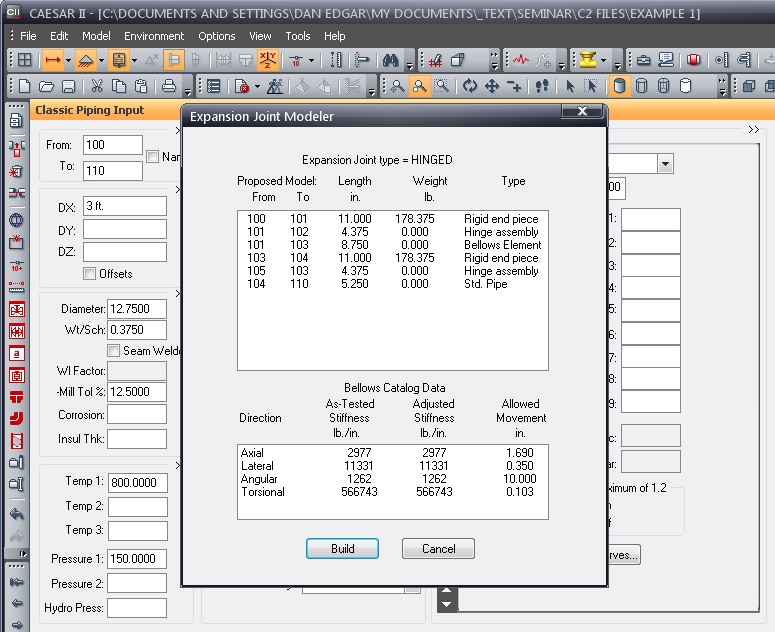 CAESAR II - [C:\DOCUMENTS AND SETTINGS\DAN EDGAR\MY DOCUMENTS\_TEXT\SEMINAR\C2 FILES\EXAMPLE 1]
File Edit Model Environment Options View Tools Help
Classic Piping Input
From: 100
To: 110
Nar
DX: 3 ft.
DY:
DZ:
Offsets
Diameter: 12.7500
Wt/Sch: 0.3750
Seam Welde
WI Factor:
-Mill Tol %: 12.5000
Corrosion:
Insul Thk:
Temp 1: 800.0000
Temp 2:
Temp 3:
Pressure 1: 150.0000
Pressure 2:
Hydro Press:
Expansion Joint Modeler
Expansion Joint type = HINGED
Proposed Model: Length Weight Type
From To in. lb.
100 101 11.000 178.375 Rigid end piece
101 102 4.375 0.000 Hinge assembly
101 103 8.750 0.000 Bellows Element
103 104 11.000 178.375 Rigid end piece
105 103 4.375 0.000 Hinge assembly
104 110 5.250 0.000 Std. Pipe
Bellows Catalog Data
As-Tested Adjusted Allowed
Direction Stiffness Stiffness Movement
lb./in. lb./in. in.
Axial 2977 2977 1.690
Lateral 11331 11331 0.350
Angular 1262 1262 10.000
Torsional 566743 566743 0.103
Build Cancel
00
1:
2:
3:
4:
5:
6:
7:
8:
9:
c:
ar:
ximum of 1.2
rves...